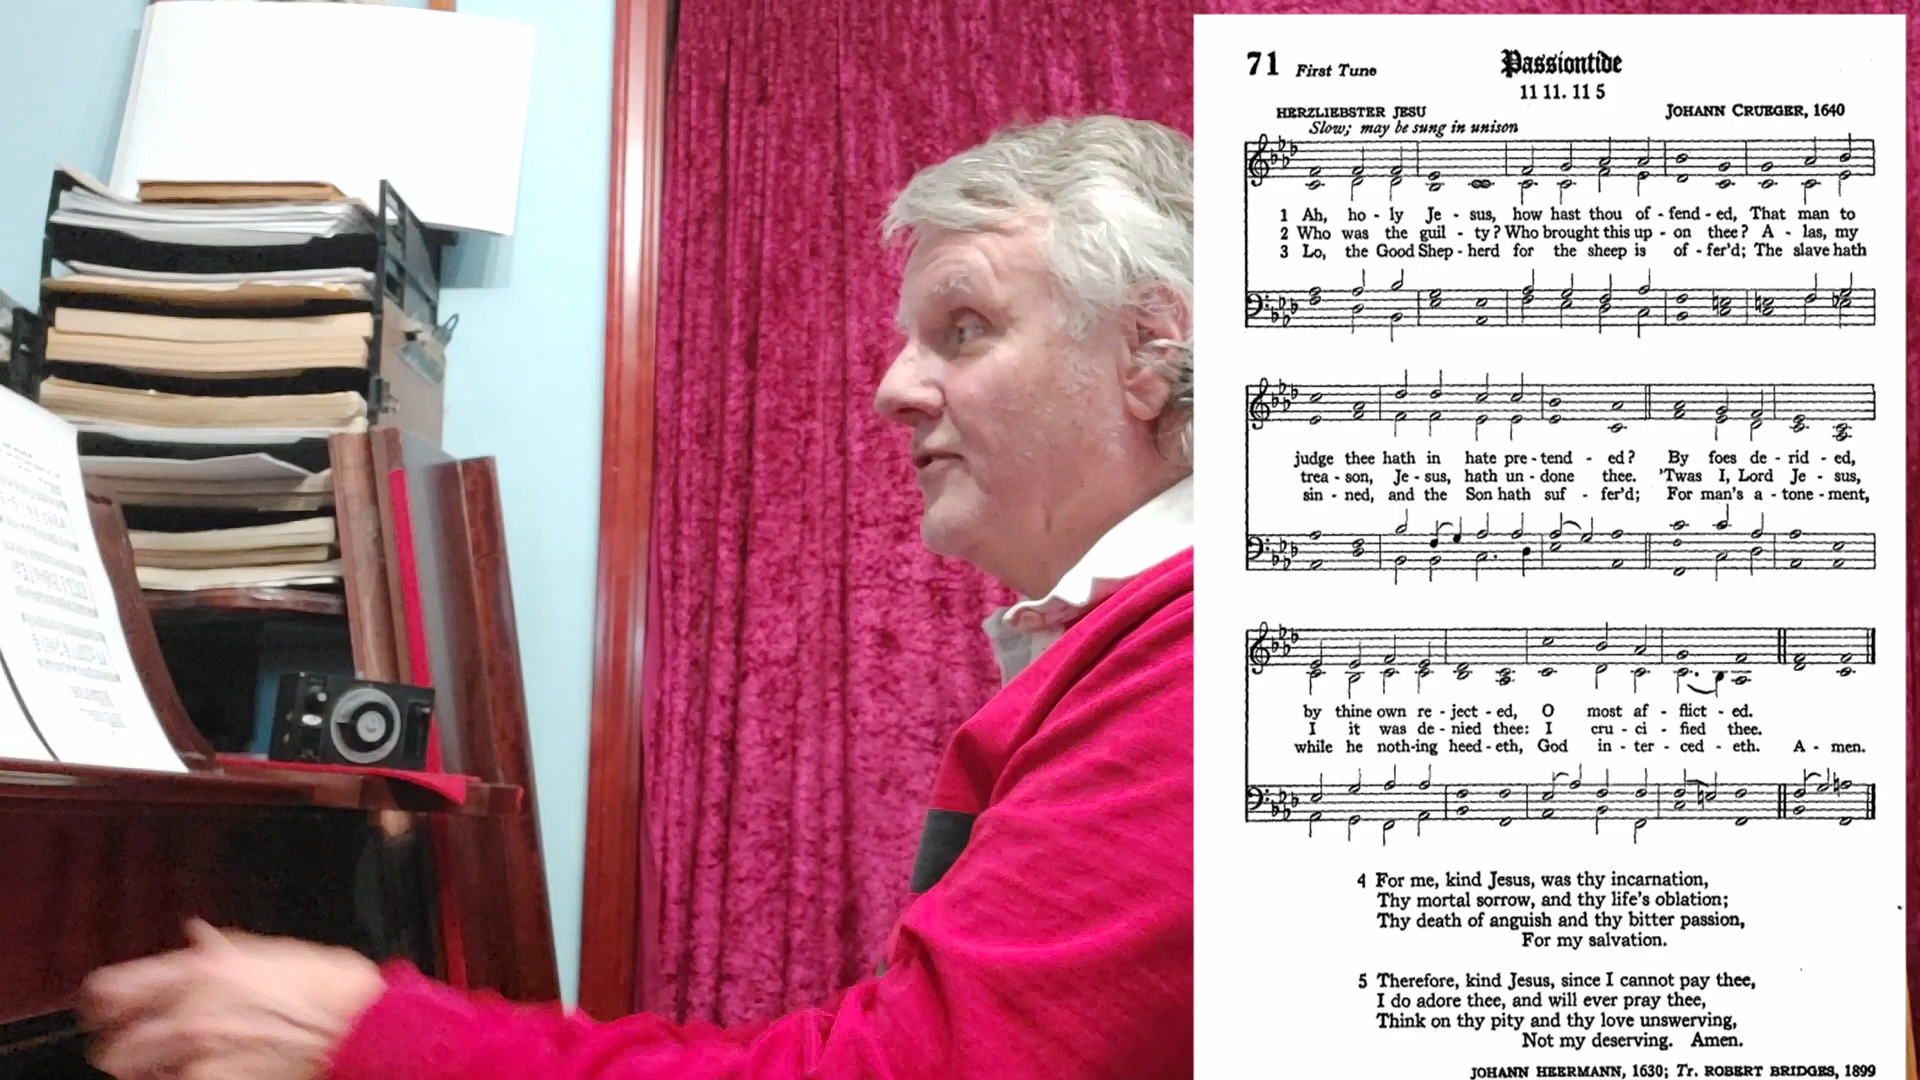 71 First Tune
Passiontide
11 11. 11 5
HERZLIEBSTER JESU
JOHANN CRUEGER, 1640
Slow; may be sung in unison
1 Ah, ho - ly Je - sus, how hast thou of - fend - ed, That man to
2 Who was the guil - ty? Who brought this up - on thee? A - las, my
3 Lo, the Good Shep - herd for the sheep is of - fer'd; The slave hath
judge thee hath in hate pre - tend - ed? By foes de - rid - ed,
trea - son, Je - sus, hath un - done thee. 'Twas I, Lord Je - sus,
sin - ned, and the Son hath suf - fer'd; For man's a - tone - ment,
by thine own re - ject - ed, O most af - flict - ed.
I it was de - nied thee: I cru - ci - fied thee.
while he noth-ing heed - eth, God in - ter - ced - eth. A - men.
4 For me, kind Jesus, was thy incarnation,
Thy mortal sorrow, and thy life's oblation;
Thy death of anguish and thy bitter passion,
For my salvation.
5 Therefore, kind Jesus, since I cannot pay thee,
I do adore thee, and will ever pray thee,
Think on thy pity and thy love unswerving,
Not my deserving. Amen.
JOHANN HEERMANN, 1630; Tr. ROBERT BRIDGES, 1899